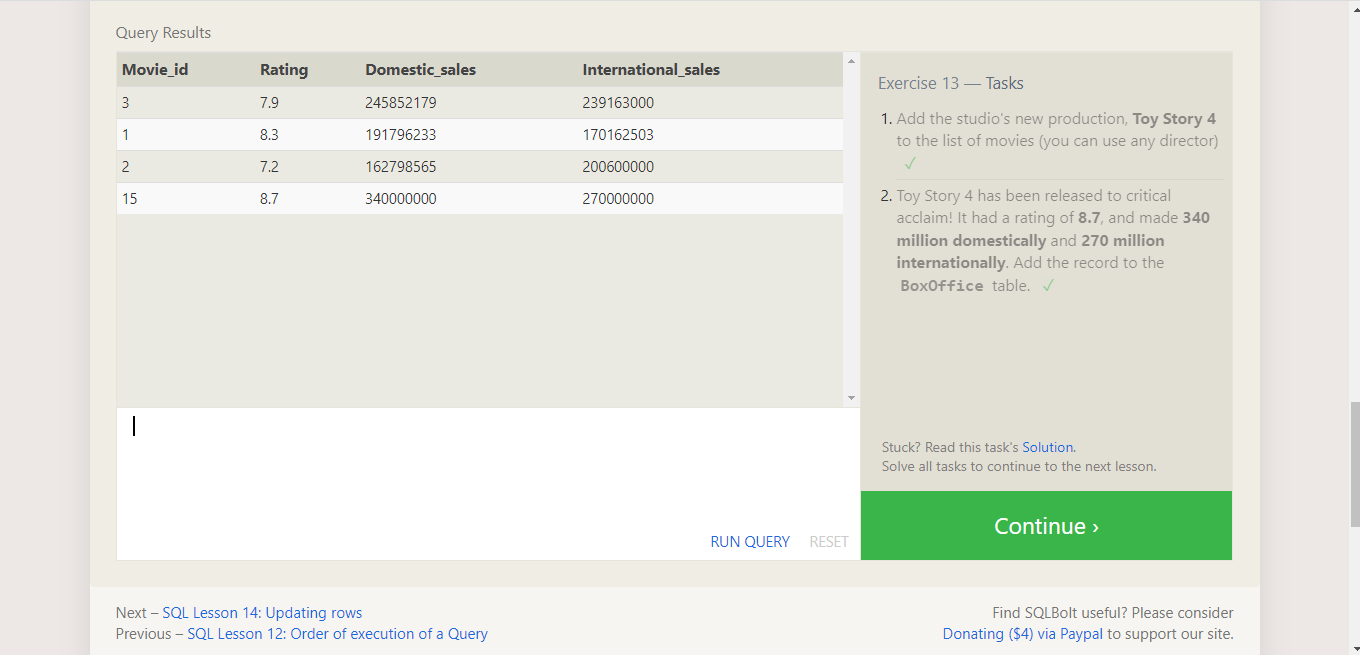 Query Results
Movie_id Rating Domestic_sales International_sales
3 7.9 245852179 239163000
1 8.3 191796233 170162503
2 7.2 162798565 200600000
15 8.7 340000000 270000000
Exercise 13 — Tasks
1. Add the studio's new production, Toy Story 4
to the list of movies (you can use any director)
✓
2. Toy Story 4 has been released to critical
acclaim! It had a rating of 8.7, and made 340
million domestically and 270 million
internationally. Add the record to the
BoxOffice table. ✓
Stuck? Read this task's Solution.
Solve all tasks to continue to the next lesson.
RUN QUERY RESET
Continue ›
Next – SQL Lesson 14: Updating rows
Previous – SQL Lesson 12: Order of execution of a Query
Find SQLBolt useful? Please consider
Donating ($4) via Paypal to support our site.